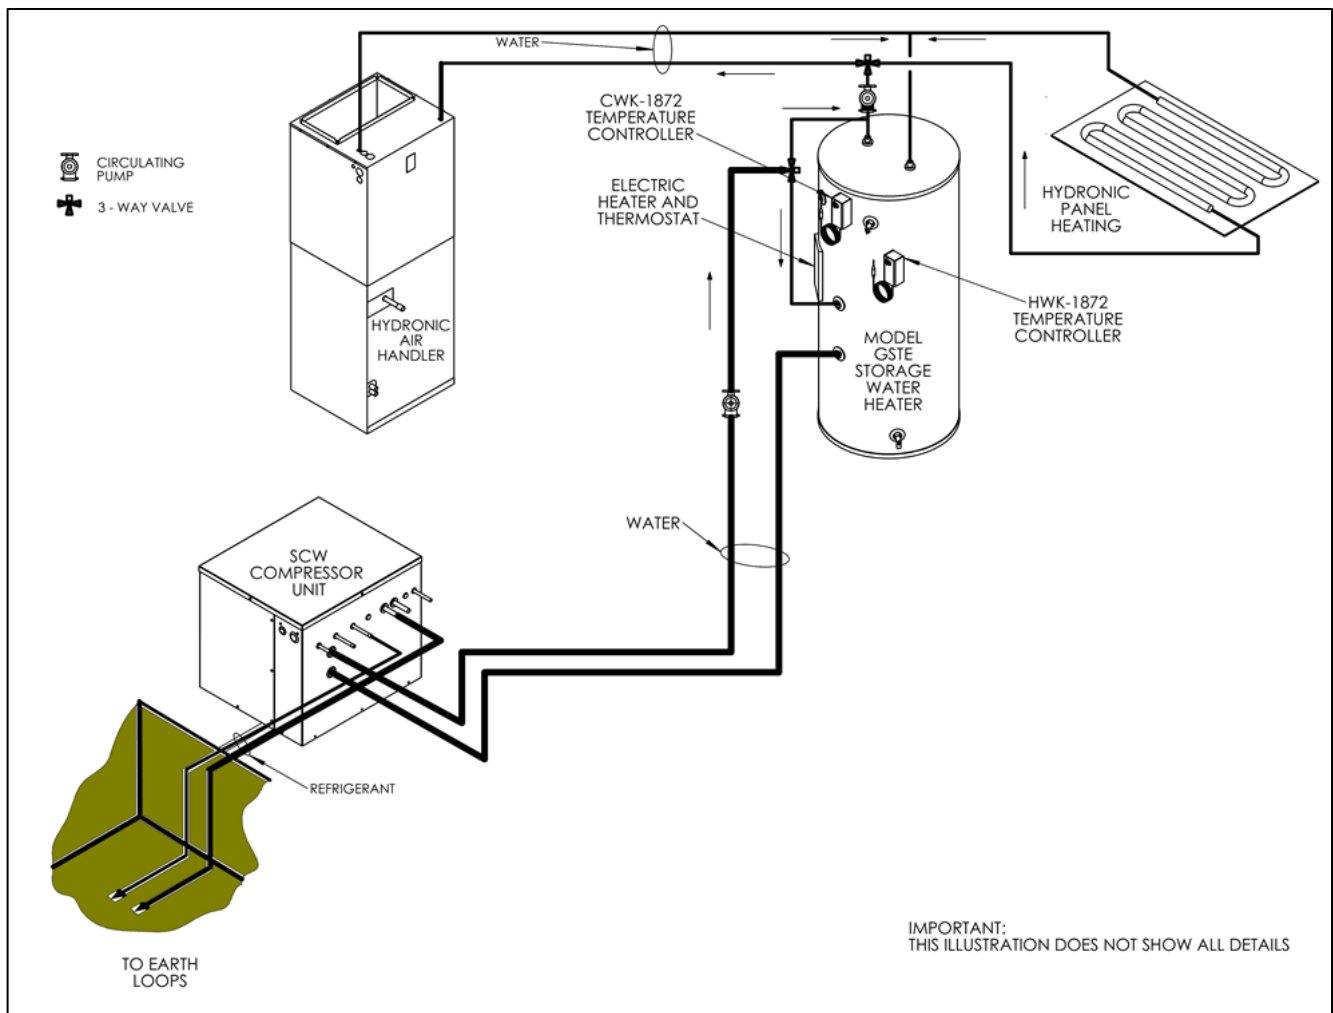 WATER
CWK-1872
TEMPERATURE
CONTROLLER
CIRCULATING
PUMP
3 - WAY VALVE
ELECTRIC
HEATER AND
THERMOSTAT
HYDRONIC
PANEL
HEATING
HWK-1872
TEMPERATURE
CONTROLLER
HYDRONIC
AIR
HANDLER
MODEL
GSTE
STORAGE
WATER
HEATER
WATER
SCW
COMPRESSOR
UNIT
REFRIGERANT
TO EARTH
LOOPS
IMPORTANT:
THIS ILLUSTRATION DOES NOT SHOW ALL DETAILS